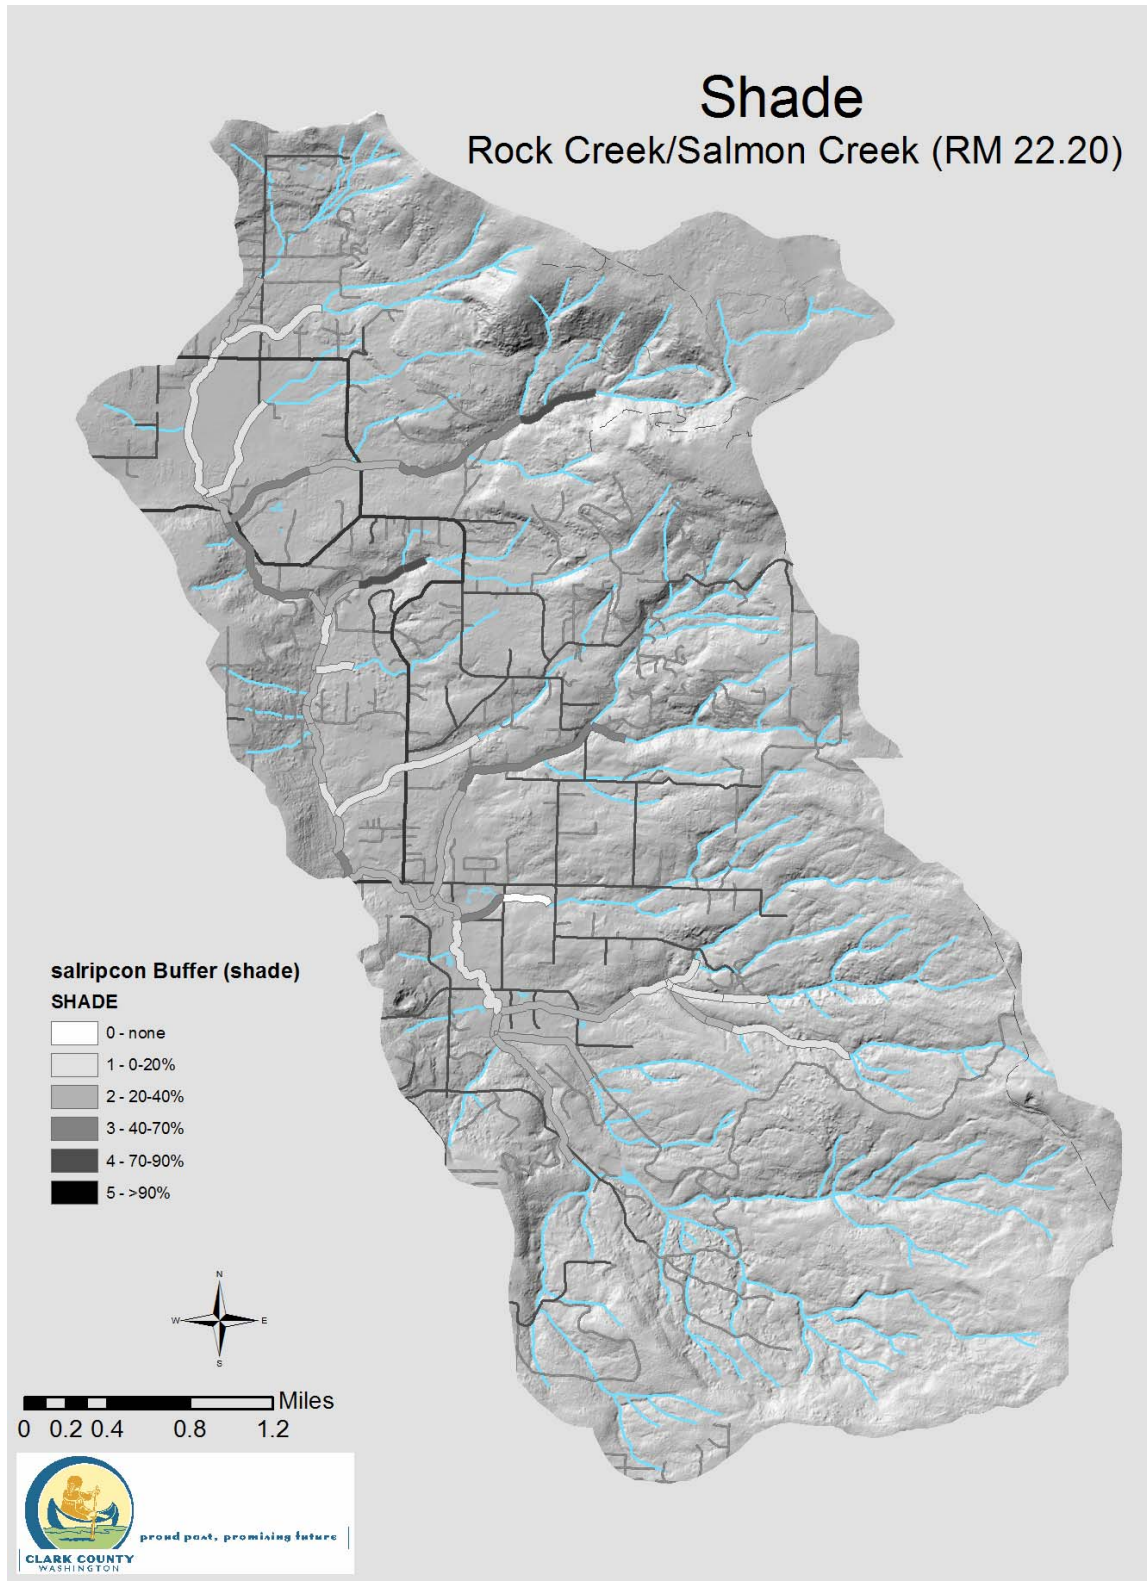 Shade
Rock Creek/Salmon Creek (RM 22.20)
salripcon Buffer (shade)
SHADE
0 - none
1 - 0-20%
2 - 20-40%
3 - 40-70%
4 - 70-90%
5 - >90%
N
W E
S
Miles
0 0.2 0.4 0.8 1.2
proud past, promising future
CLARK COUNTY
WASHINGTON